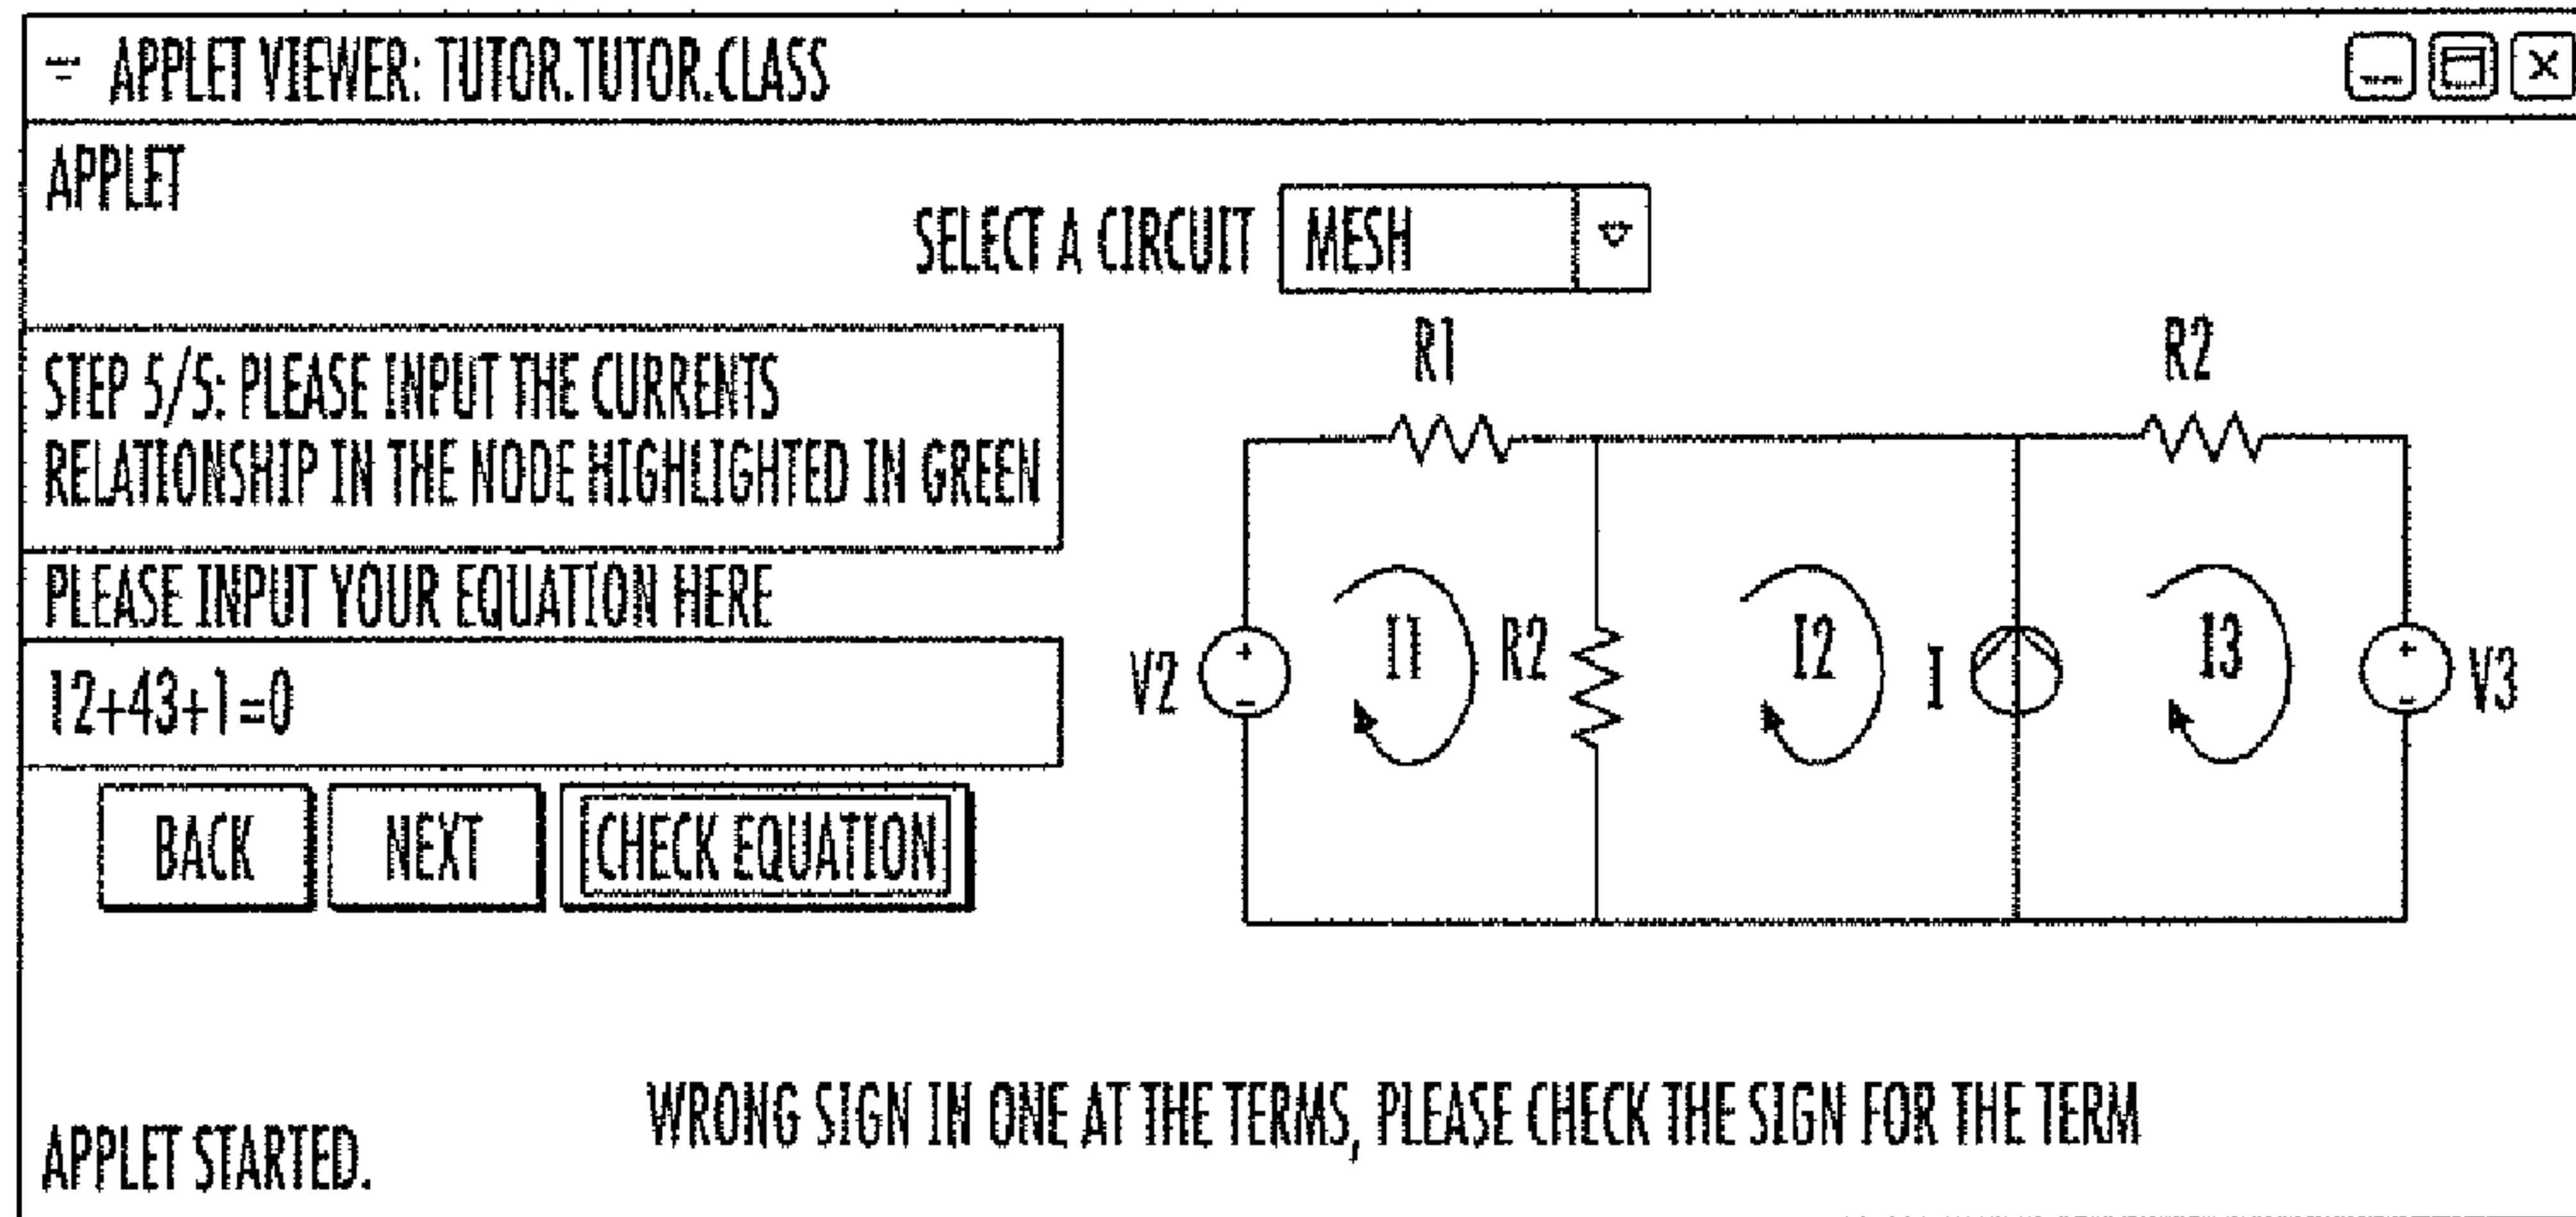 APPLET VIEWER: TUTOR.TUTOR.CLASS
APPLET
SELECT A CIRCUIT MESH
STEP 5/5: PLEASE INPUT THE CURRENTS
RELATIONSHIP IN THE NODE HIGHLIGHTED IN GREEN
PLEASE INPUT YOUR EQUATION HERE
12+43+1=0
BACK NEXT CHECK EQUATION
R1 R2
V2 I1 R2 I2 I I3 V3
WRONG SIGN IN ONE AT THE TERMS, PLEASE CHECK THE SIGN FOR THE TERM
APPLET STARTED.